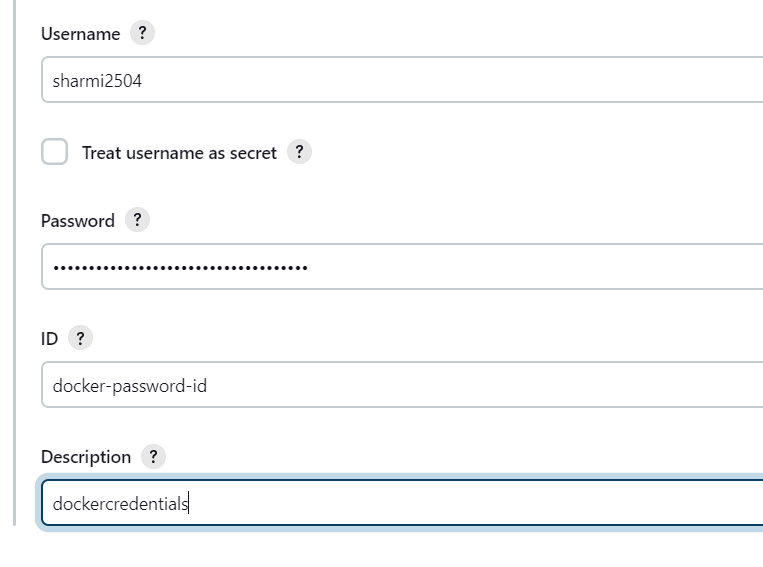 Username ?
sharmi2504
Treat username as secret ?
Password ?
••••••••••••••••••••••••••••••••••••
ID ?
docker-password-id
Description ?
dockercredentials